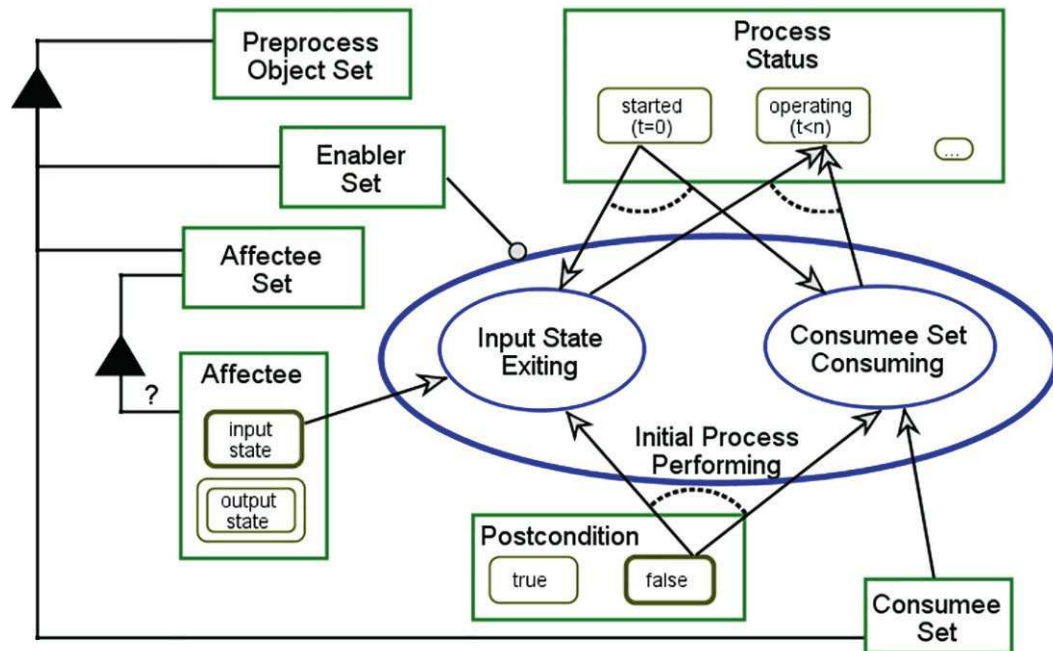 Preprocess
Object Set
Process
Status
started
(t=0)
operating
(t<n)
...
Enabler
Set
Affectee
Set
Input State
Exiting
Consumee Set
Consuming
?
Affectee
input
state
output
state
Initial Process
Performing
Postcondition
true
false
Consumee
Set